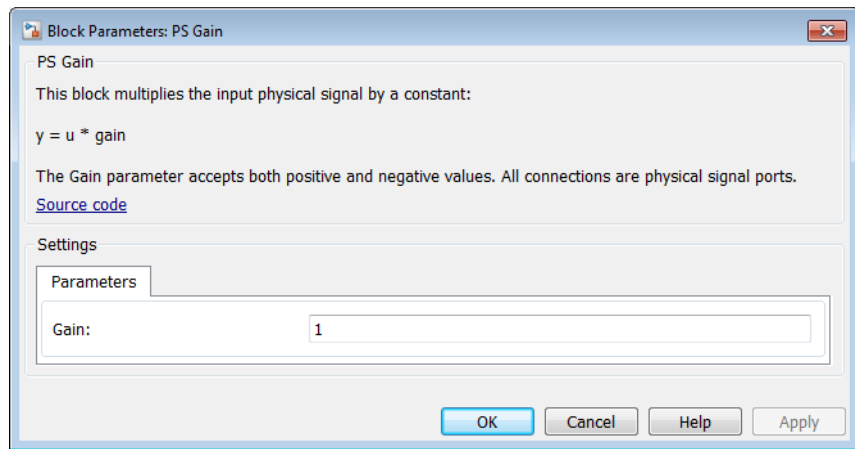 Block Parameters: PS Gain
PS Gain
This block multiplies the input physical signal by a constant:
y = u * gain
The Gain parameter accepts both positive and negative values. All connections are physical signal ports.
Source code
Settings
Parameters
Gain: 1
OK Cancel Help Apply